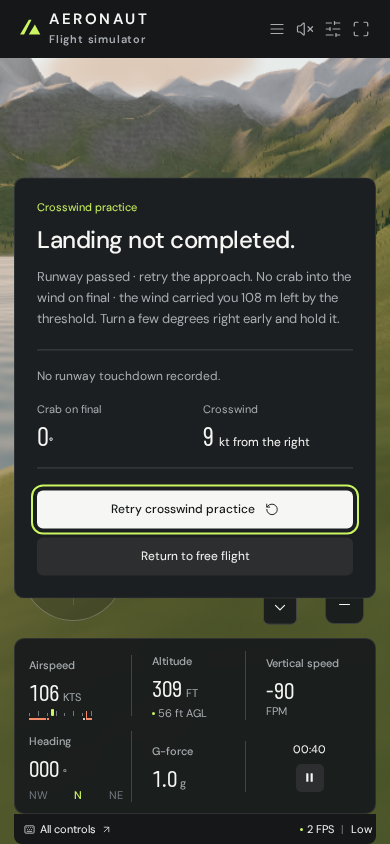 AERONAUT
Flight simulator
Crosswind practice
Landing not completed.
Runway passed · retry the approach. No crab into the
wind on final · the wind carried you 108 m left by the
threshold. Turn a few degrees right early and hold it.
No runway touchdown recorded.
Crab on final
0°
Crosswind
9 kt from the right
Retry crosswind practice
Return to free flight
Airspeed
106 KTS
Altitude
309 FT
56 ft AGL
Vertical speed
-90
FPM
Heading
000 °
NW N NE
G-force
1.0 g
00:40
All controls
2 FPS | Low